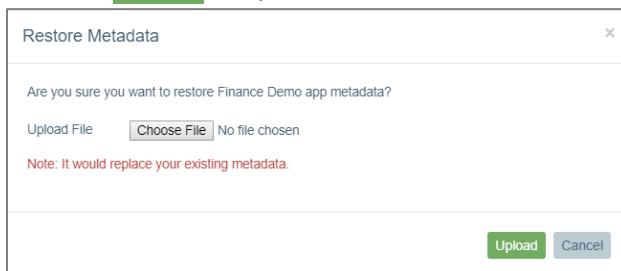 Restore Metadata ×
Are you sure you want to restore Finance Demo app metadata?
Upload File Choose File No file chosen
Note: It would replace your existing metadata.
Upload Cancel